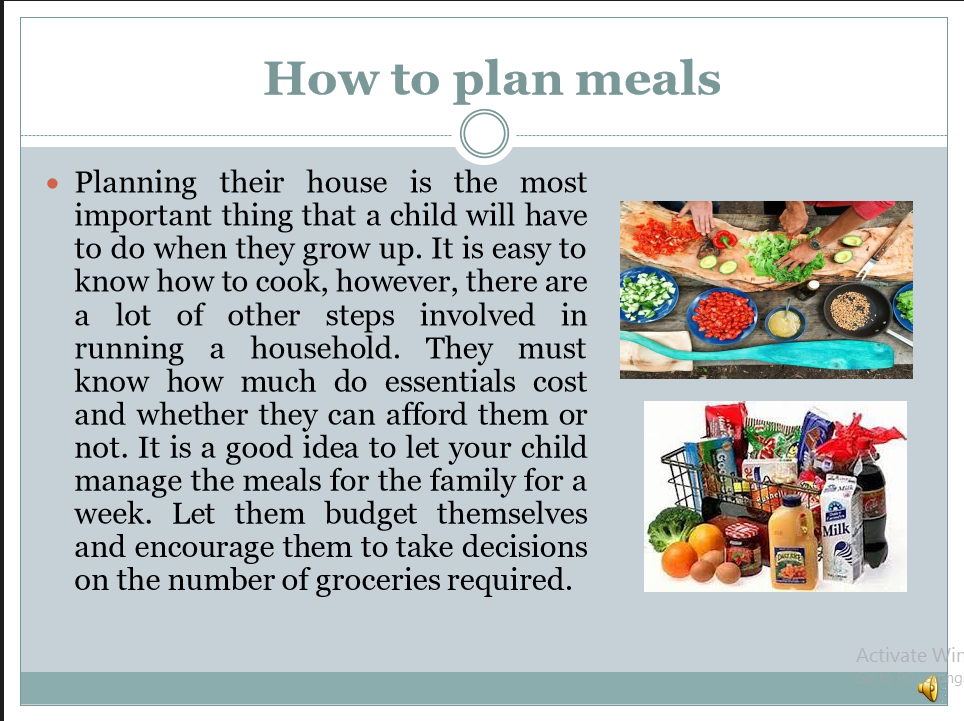 How to plan meals
Planning their house is the most
important thing that a child will have
to do when they grow up. It is easy to
know how to cook, however, there are
a lot of other steps involved in
running a household. They must
know how much do essentials cost
and whether they can afford them or
not. It is a good idea to let your child
manage the meals for the family for a
week. Let them budget themselves
and encourage them to take decisions
on the number of groceries required.
Milk
Activate Win